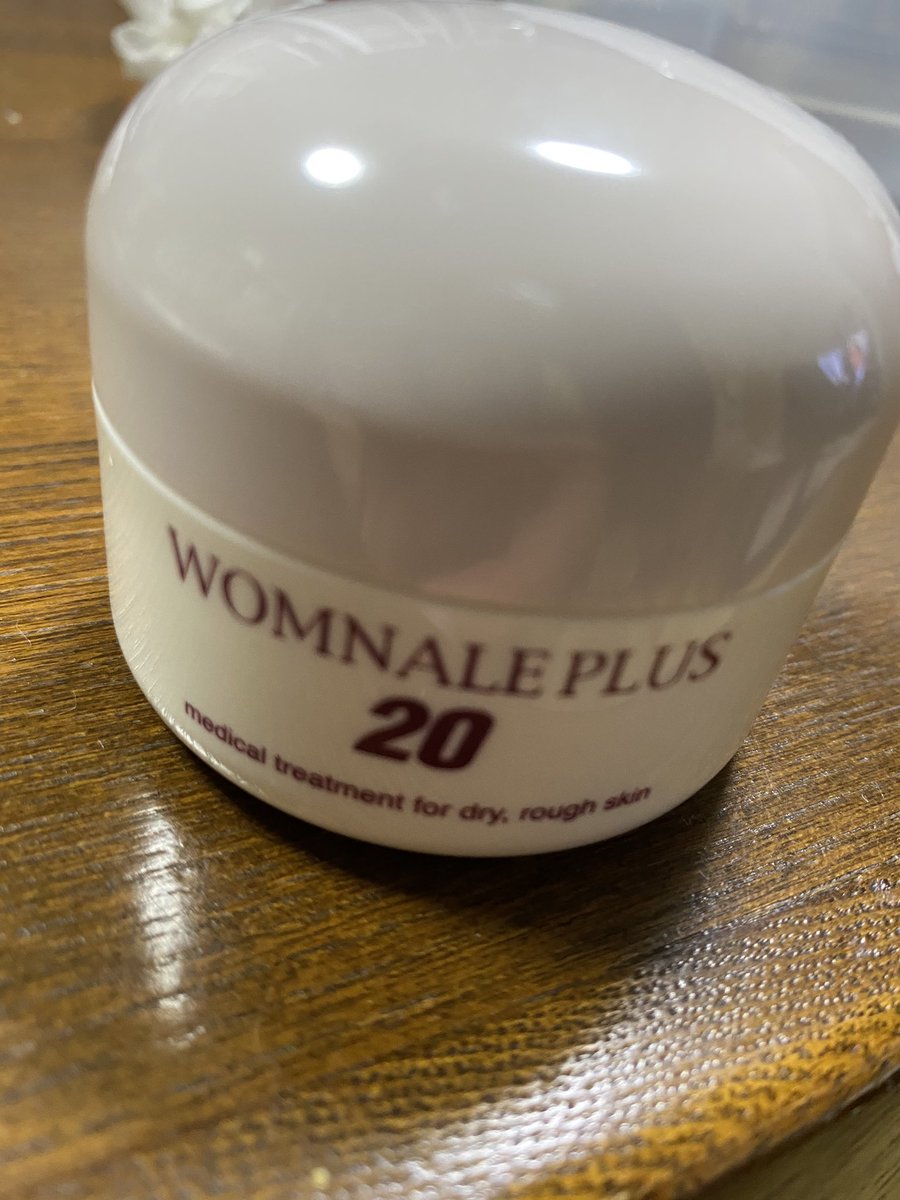 WOMNALE PLUS
20
medical treatment for dry, rough skin